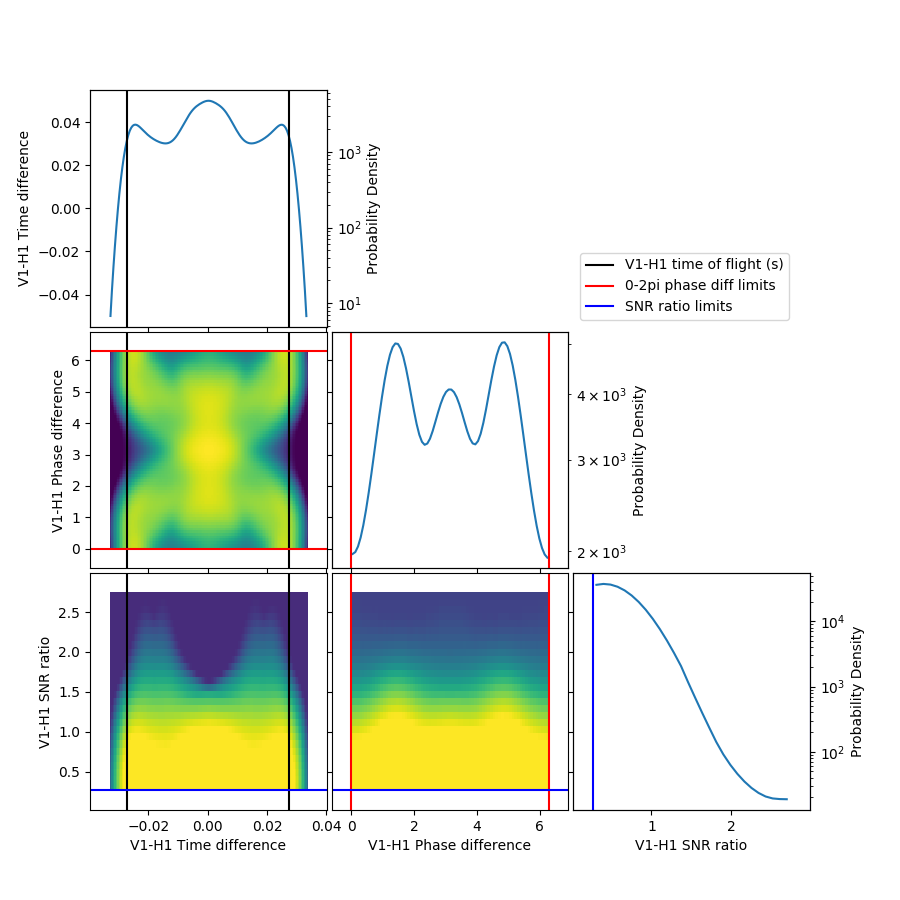 0.04
0.02
0.00
−0.02
−0.04
V1-H1 Time difference
10³
10²
10¹
Probability Density
V1-H1 time of flight (s)
0-2pi phase diff limits
SNR ratio limits
6
5
4
3
2
1
0
V1-H1 Phase difference
4 × 10³
3 × 10³
2 × 10³
Probability Density
2.5
2.0
1.5
1.0
0.5
V1-H1 SNR ratio
10⁴
10³
10²
Probability Density
−0.02 0.00 0.02 0.04
V1-H1 Time difference
0 2 4 6
V1-H1 Phase difference
1 2
V1-H1 SNR ratio